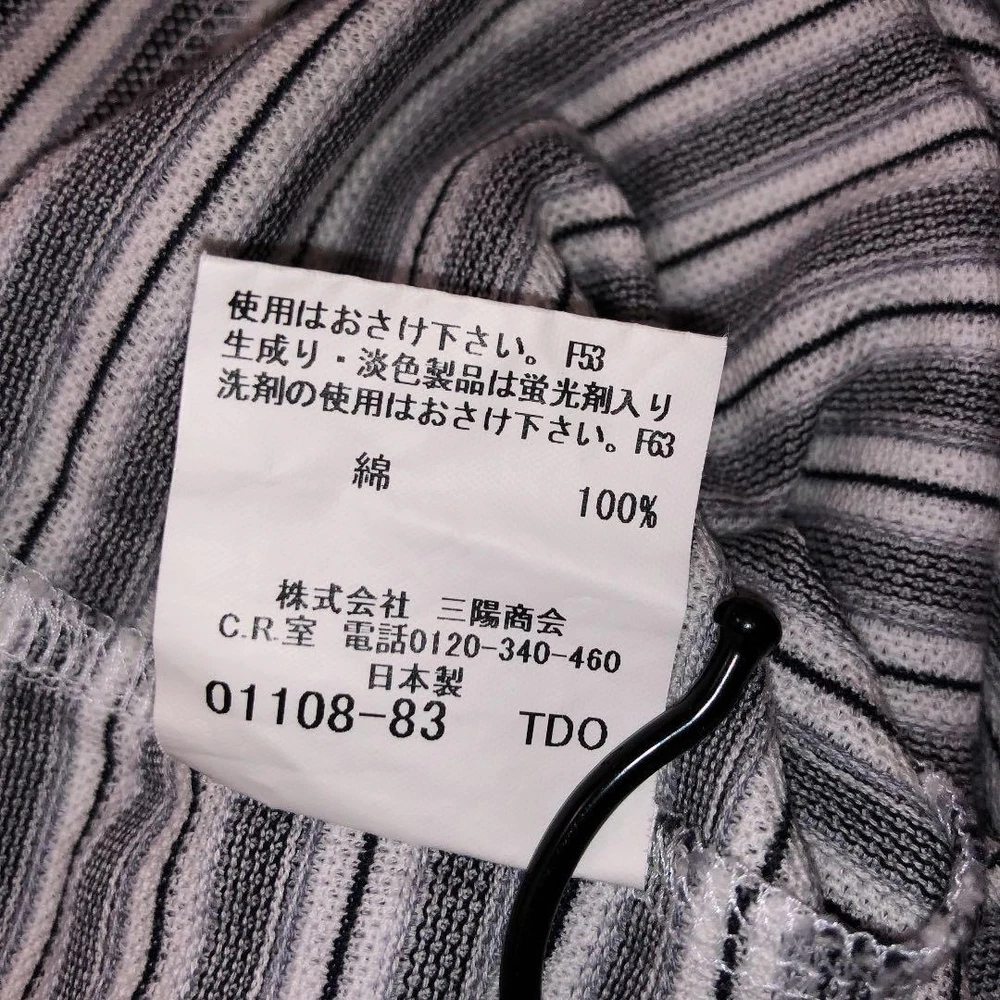 使用はおさけ下さい。F53
生成り・淡色製品は蛍光剤入り
洗剤の使用はおさけ下さい。F63
綿 100%
株式会社 三陽商会
C.R.室 電話0120-340-460
日本製
01108-83 TDO